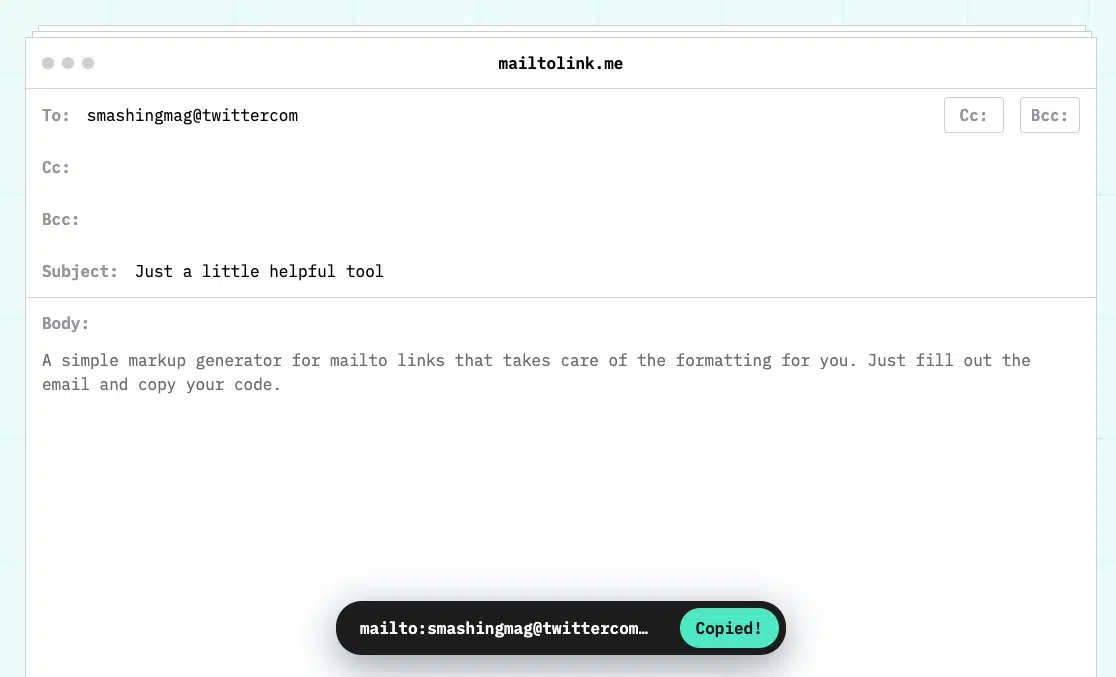 mailtolink.me
To: smashingmag@twittercom Cc: Bcc:
Cc:
Bcc:
Subject: Just a little helpful tool
Body:
A simple markup generator for mailto links that takes care of the formatting for you. Just fill out the
email and copy your code.
mailto:smashingmag@twittercom… Copied!